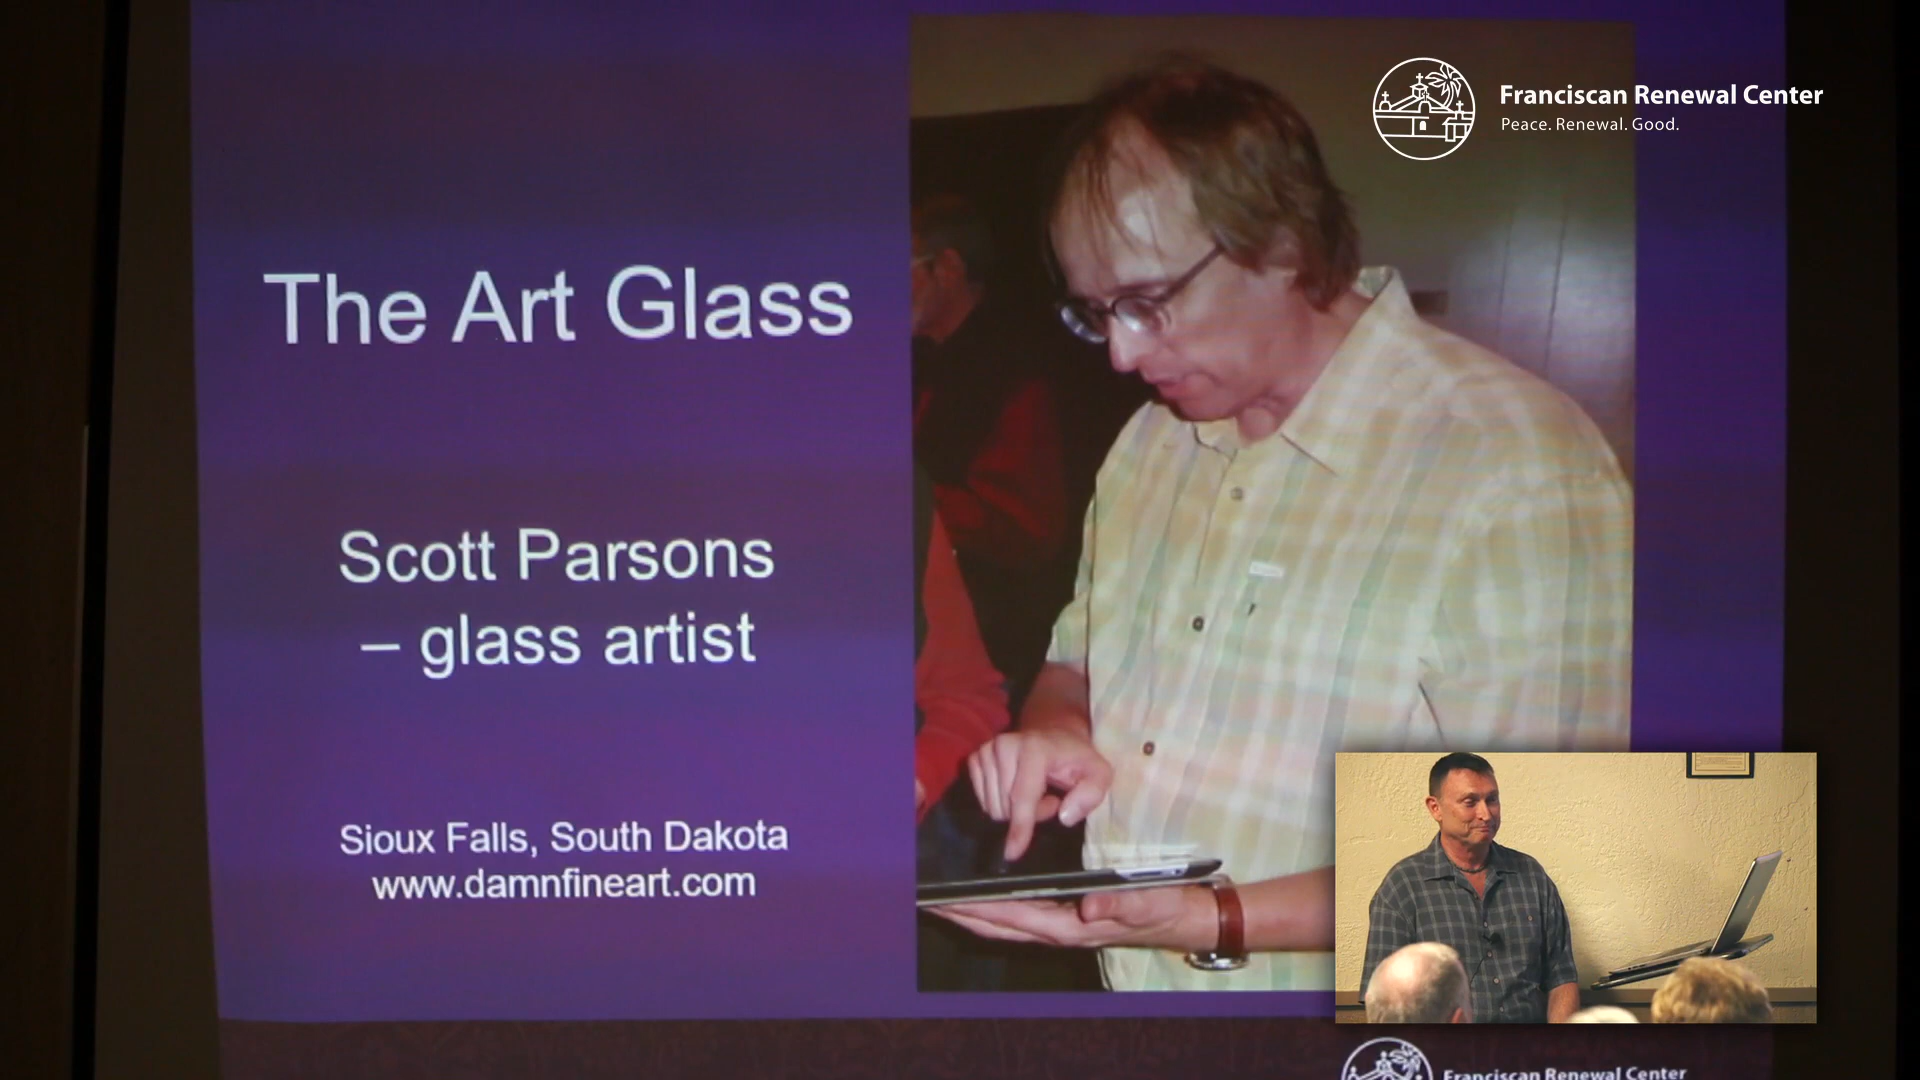 Franciscan Renewal Center
Peace. Renewal. Good.
The Art Glass
Scott Parsons
– glass artist
Sioux Falls, South Dakota
www.damnfineart.com
Franciscan Renewal Center